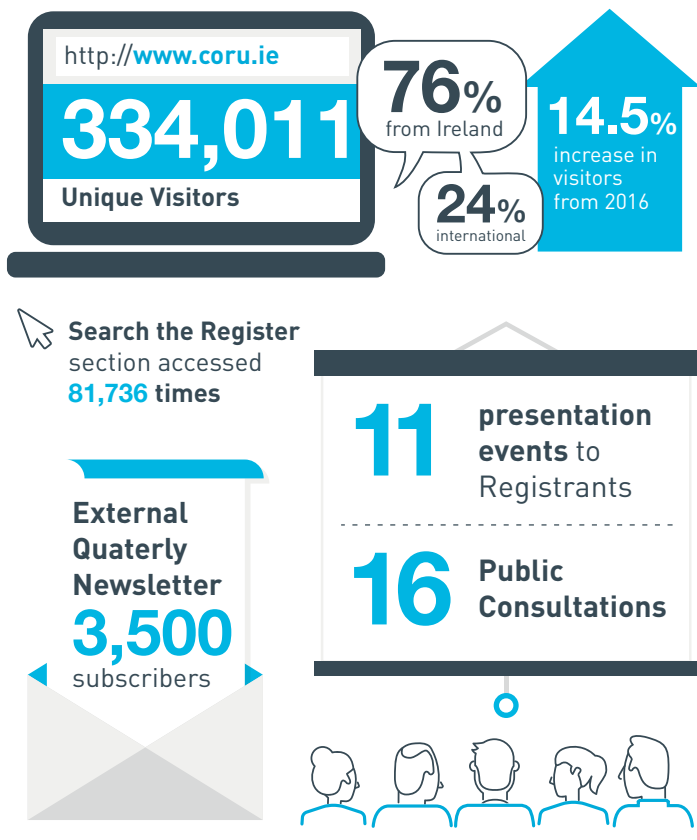 http://www.coru.ie
334,011
Unique Visitors
76%
from Ireland
24%
international
14.5%
increase in
visitors
from 2016
Search the Register
section accessed
81,736 times
11
presentation
events to
Registrants
16
Public
Consultations
External
Quaterly
Newsletter
3,500
subscribers